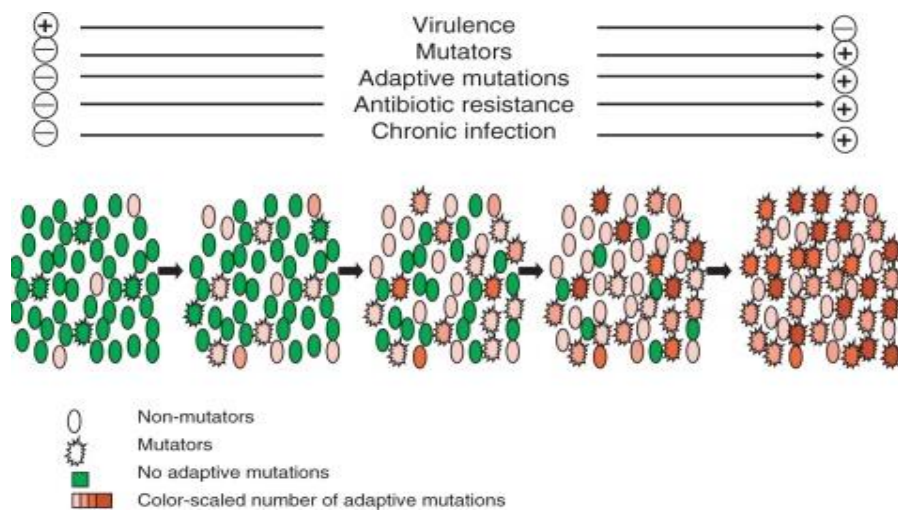 Virulence
Mutators
Adaptive mutations
Antibiotic resistance
Chronic infection
Non-mutators
Mutators
No adaptive mutations
Color-scaled number of adaptive mutations